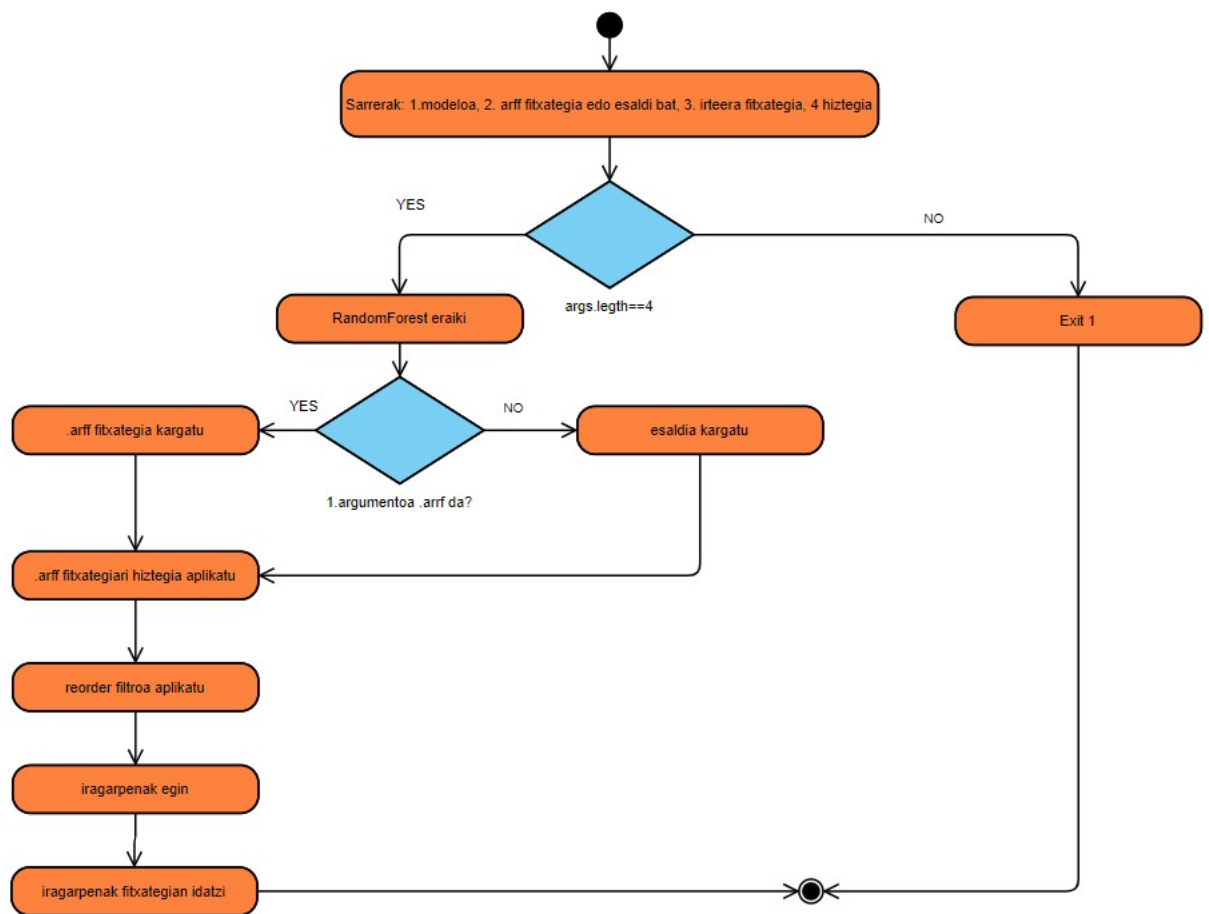 Sarrerak: 1.modeloa, 2. arff fitxategia edo esaldi bat, 3. irteera fitxategia, 4 hiztegia
YES
NO
args.legth==4
RandomForest eraiki
Exit 1
YES
NO
.arff fitxategia kargatu
esaldia kargatu
1.argumentoa .arrf da?
.arff fitxategiari hiztegia aplikatu
reorder filtroa aplikatu
iragarpenak egin
iragarpenak fitxategian idatzi